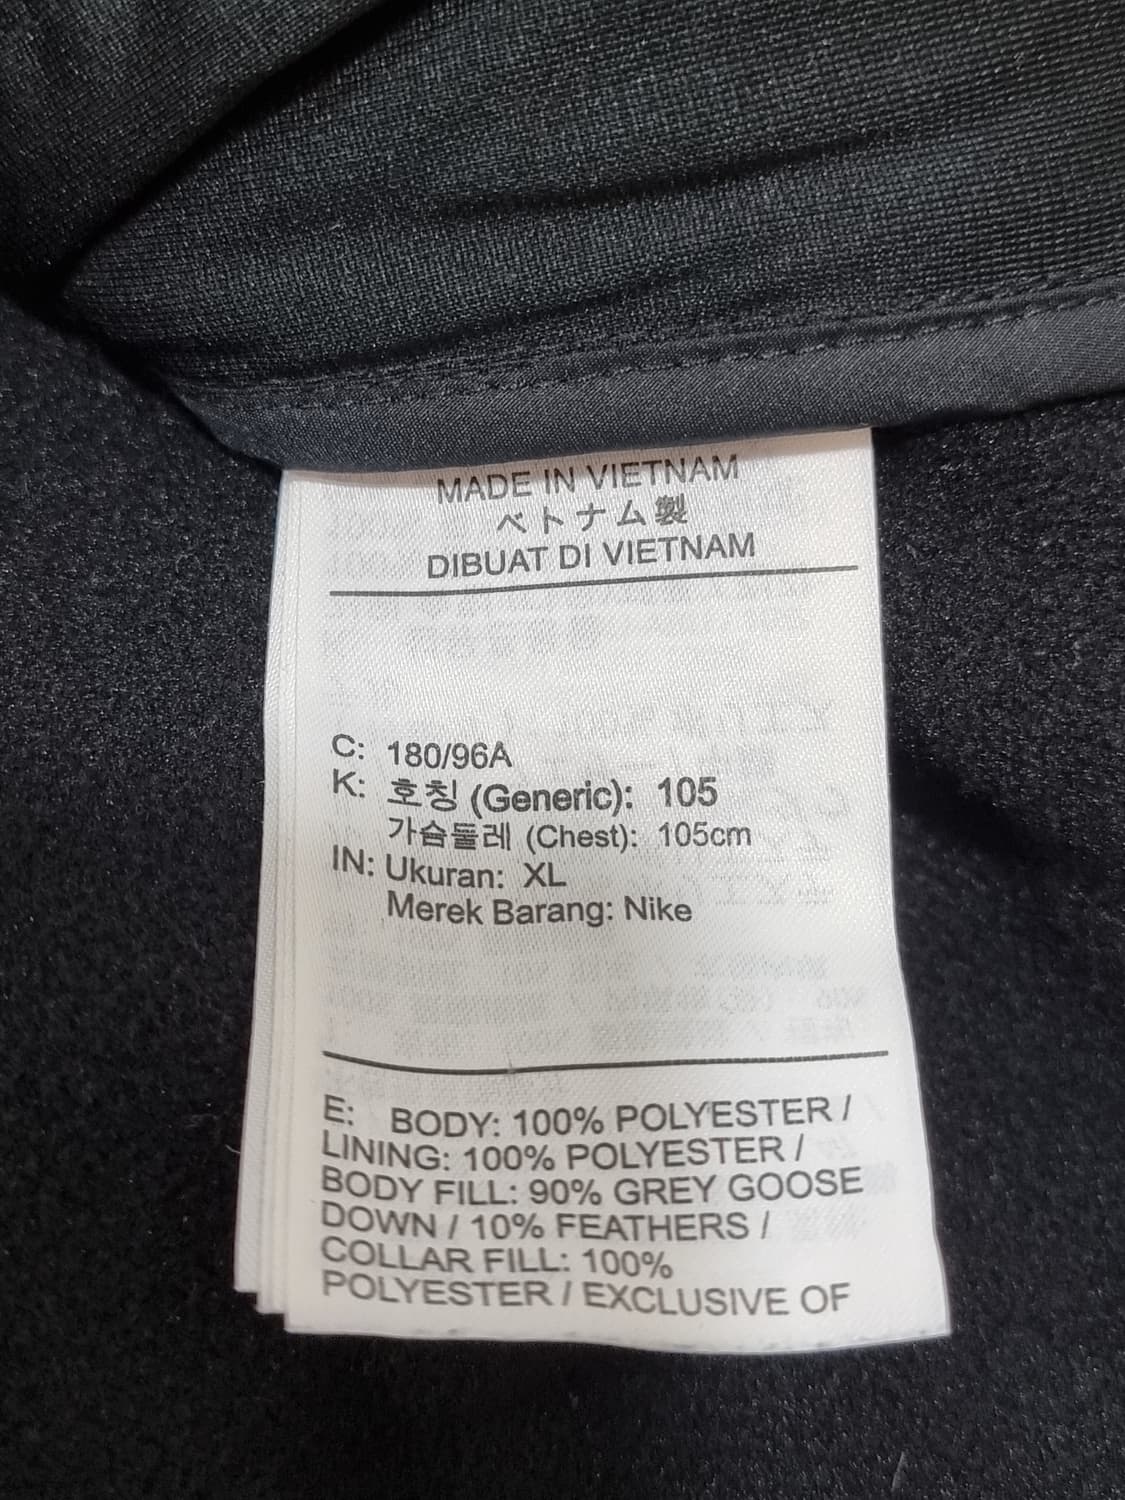 MADE IN VIETNAM
ベトナム製
DIBUAT DI VIETNAM
C: 180/96A
K: 호칭 (Generic): 105
가슴둘레 (Chest): 105cm
IN: Ukuran: XL
Merek Barang: Nike
E: BODY: 100% POLYESTER /
LINING: 100% POLYESTER /
BODY FILL: 90% GREY GOOSE
DOWN / 10% FEATHERS /
COLLAR FILL: 100%
POLYESTER / EXCLUSIVE OF